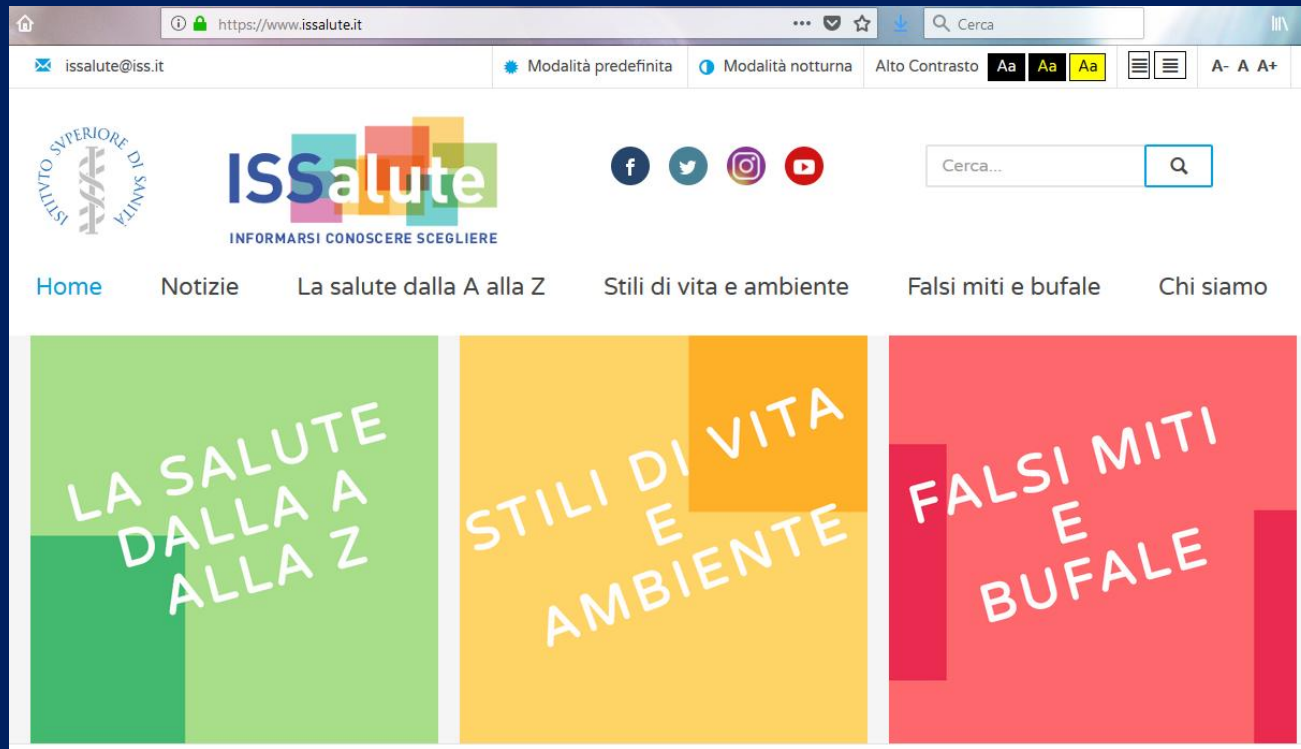 https://www.issalute.it
Cerca
issalute@iss.it
Modalità predefinita
Modalità notturna
Alto Contrasto
Aa
Aa
Aa
A- A A+
ISTITVTO SVPERIORE DI SANITÀ
ISSalute
INFORMARSI CONOSCERE SCEGLIERE
f
Cerca...
Home
Notizie
La salute dalla A alla Z
Stili di vita e ambiente
Falsi miti e bufale
Chi siamo
LA SALUTE
DALLA A
ALLA Z
STILI DI VITA
E
AMBIENTE
FALSI MITI
E
BUFALE